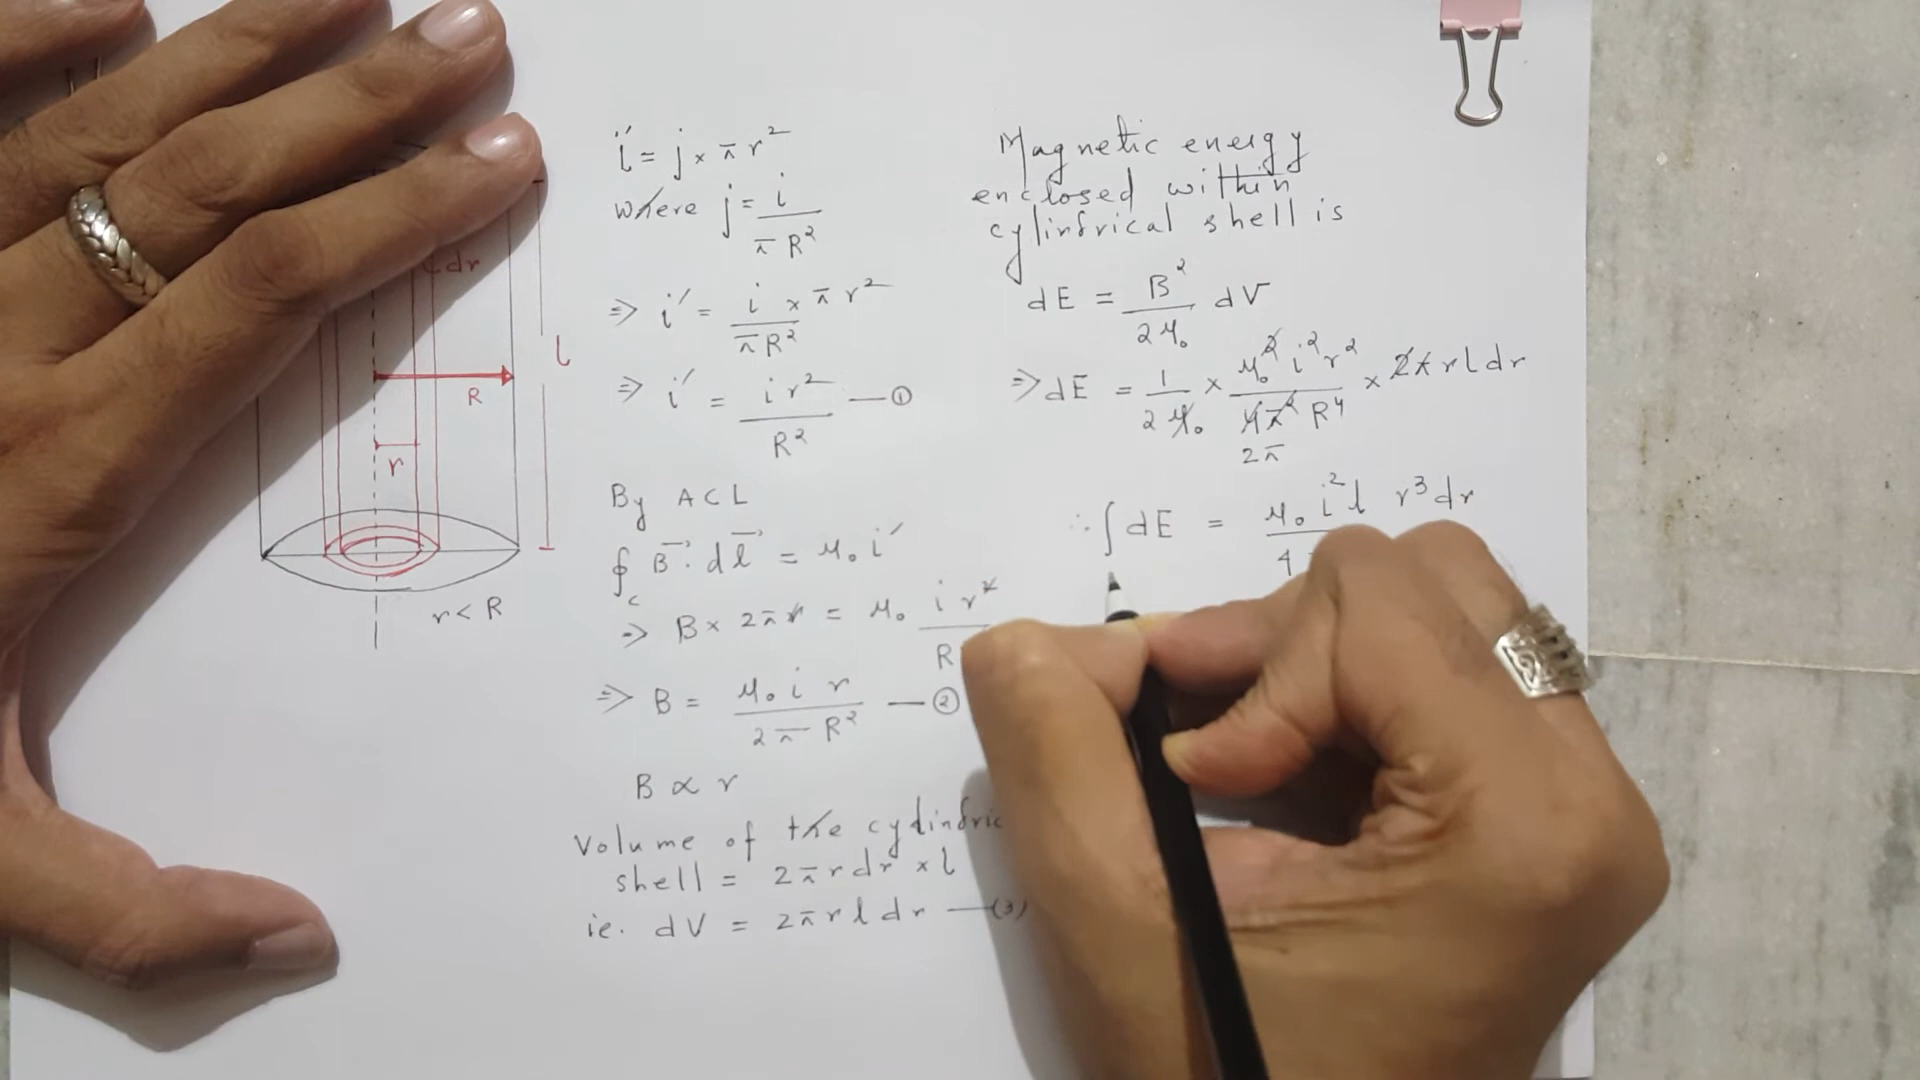 dr
l
R
r
r < R
i' = j × π r²
where j = i / π R²
⇒ i' = i / π R² × π r²
⇒ i' = i r² / R² — ①
By ACL
∮c B⃗ . dl⃗ = μ₀ i'
⇒ B × 2π r = μ₀ i r² / R
⇒ B = μ₀ i r / 2π R² — ②
B ∝ r
Volume of the cylindric
shell = 2π r dr × l
ie. dV = 2π r l dr — (3)
Magnetic energy
enclosed within
cylindrical shell is
dE = B² / 2μ₀ dV
⇒ dE = 1 / 2μ₀ × μ₀² i² r² / 4π² R⁴ × 2π r l dr
2π
∴ ∫ dE = μ₀ i² l r³ dr
4